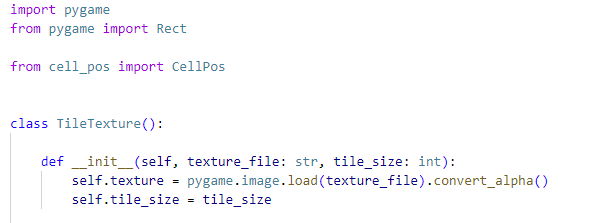 import pygame
from pygame import Rect
from cell_pos import CellPos
class TileTexture():
def __init__(self, texture_file: str, tile_size: int):
self.texture = pygame.image.load(texture_file).convert_alpha()
self.tile_size = tile_size